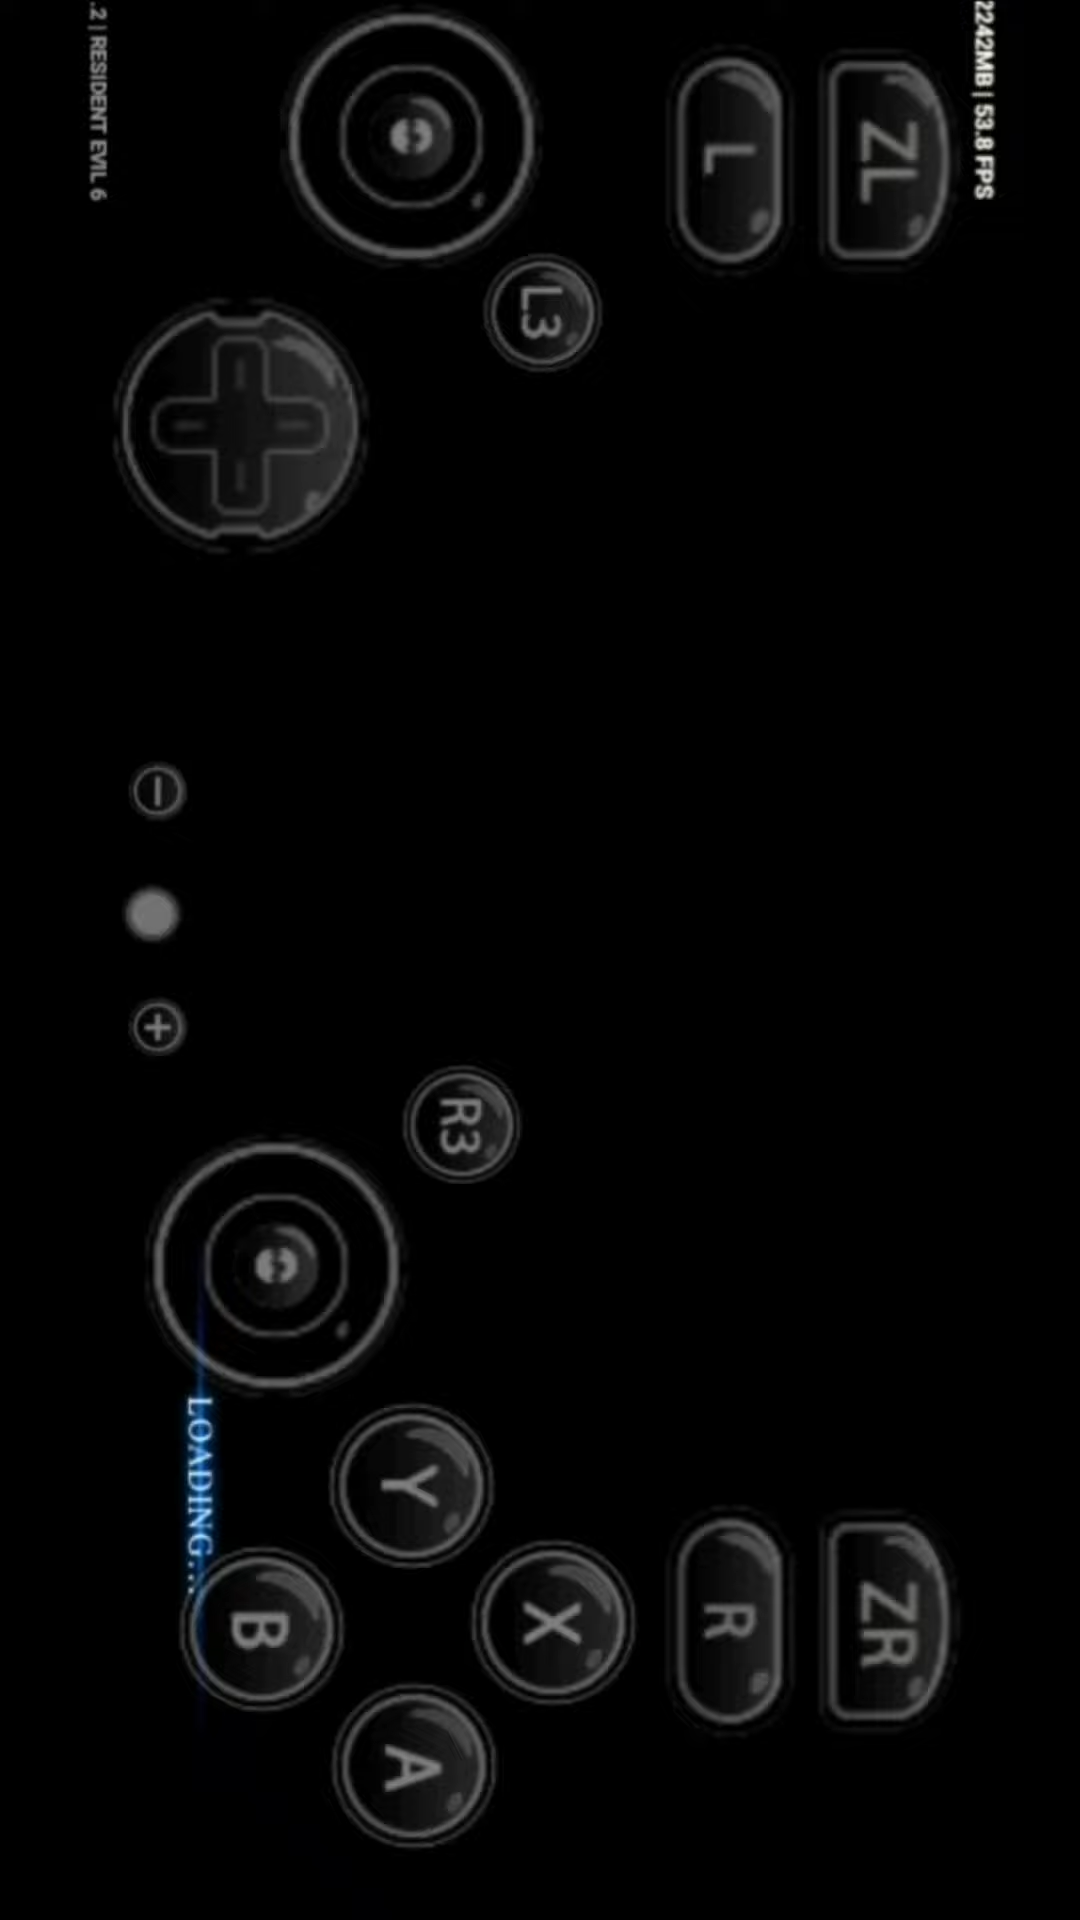 2242MB | 53.8 FPS
ZL
ZR
L
R
L3
X
R3
Y
A
B
LOADING...
.2 | RESIDENT EVIL 6